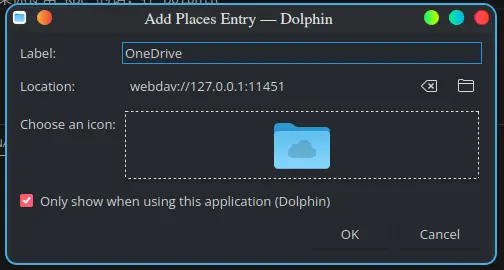 Add Places Entry — Dolphin
Label: OneDrive
Location: webdav://127.0.0.1:11451
Choose an icon:
Only show when using this application (Dolphin)
OK Cancel